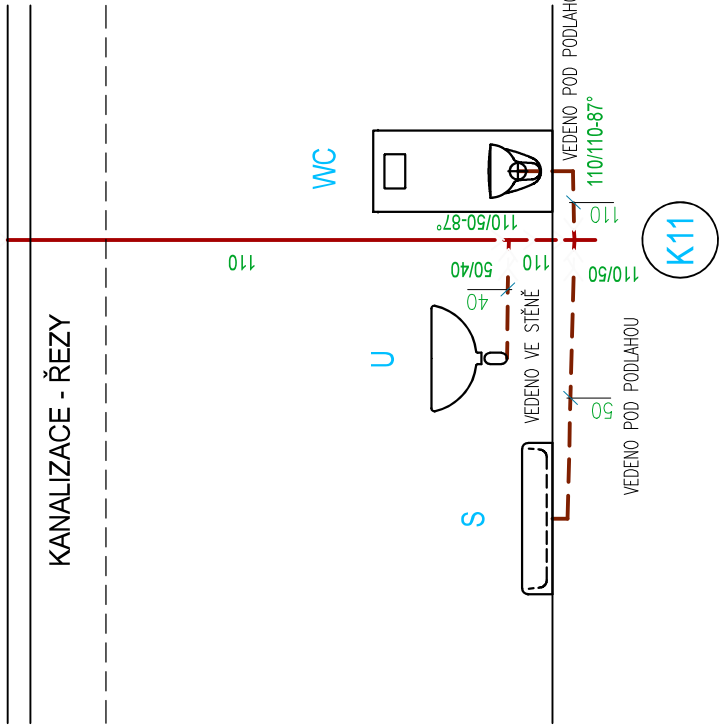 KANALIZACE - ŘEZY
WC
110/50-87°
110
50/40
110
40
U
VEDENO VE STĚNĚ
S
VEDENO POD
110/110-87°
110
110/50
K11
50
VEDENO POD PODLAHOU